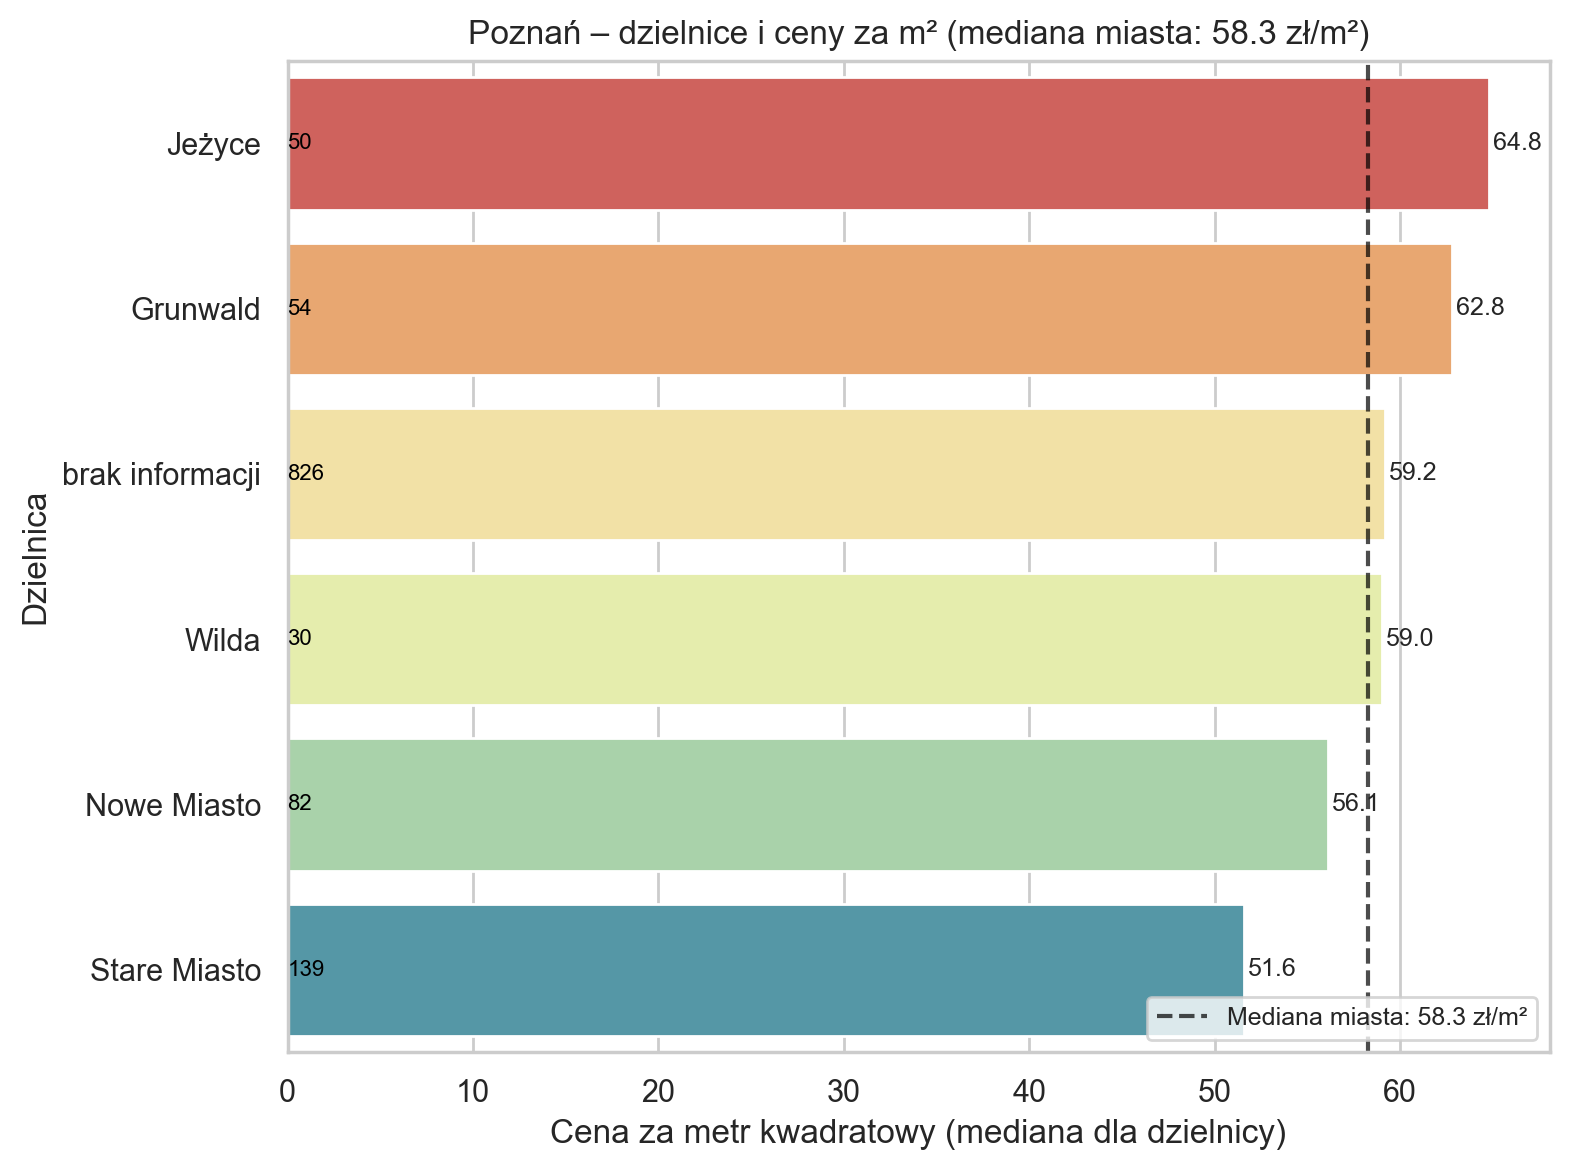 Poznań – dzielnice i ceny za m² (mediana miasta: 58.3 zł/m²)
Dzielnica
Jeżyce 50 64.8
Grunwald 54 62.8
brak informacji 826 59.2
Wilda 30 59.0
Nowe Miasto 82 56.1
Stare Miasto 139 51.6
Mediana miasta: 58.3 zł/m²
0 10 20 30 40 50 60
Cena za metr kwadratowy (mediana dla dzielnicy)